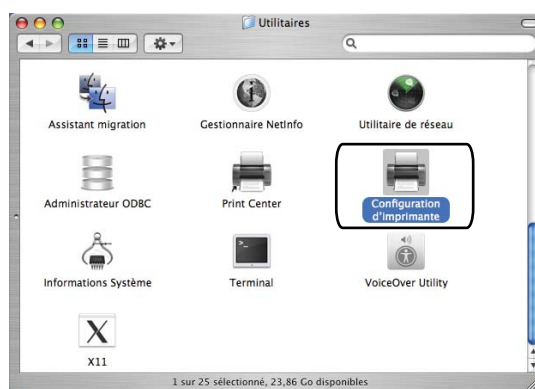 Utilitaires
Assistant migration
Gestionnaire NetInfo
Utilitaire de réseau
Administrateur ODBC
Print Center
Configuration
d'imprimante
Informations Système
Terminal
VoiceOver Utility
X11
1 sur 25 sélectionné, 23,86 Go disponibles